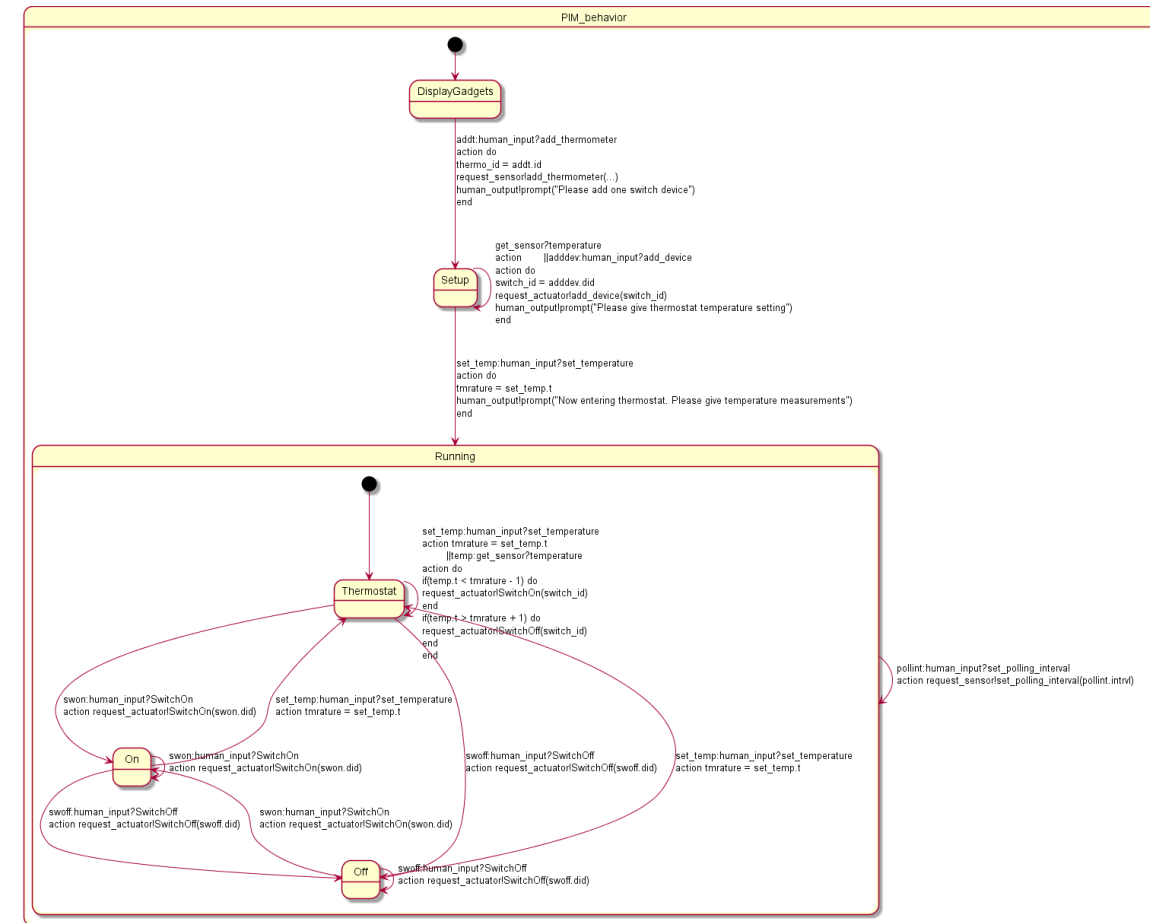 PIM_behavior
DisplayGadgets
addt:human_input?add_thermometer
action do
thermo_id = addt.id
request_sensor!add_thermometer(...)
human_output!prompt("Please add one switch device")
end
get_sensor?temperature
action ||adddev:human_input?add_device
action do
switch_id = adddev.did
request_actuator!add_device(switch_id)
human_output!prompt("Please give thermostat temperature setting")
end
Setup
set_temp:human_input?set_temperature
action do
tmrature = set_temp.t
human_output!prompt("Now entering thermostat. Please give temperature measurements")
end
Running
set_temp:human_input?set_temperature
action tmrature = set_temp.t
||temp:get_sensor?temperature
action do
if(temp.t < tmrature - 1) do
request_actuator!SwitchOn(switch_id)
end
if(temp.t > tmrature + 1) do
request_actuator!SwitchOff(switch_id)
end
end
Thermostat
pollint:human_input?set_polling_interval
action request_sensor!set_polling_interval(pollint.intrvl)
swon:human_input?SwitchOn
action request_actuator!SwitchOn(swon.did)
set_temp:human_input?set_temperature
action tmrature = set_temp.t
On
swon:human_input?SwitchOn
action request_actuator!SwitchOn(swon.did)
swoff:human_input?SwitchOff
action request_actuator!SwitchOff(swoff.did)
set_temp:human_input?set_temperature
action tmrature = set_temp.t
swoff:human_input?SwitchOff
action request_actuator!SwitchOff(swoff.did)
swon:human_input?SwitchOn
action request_actuator!SwitchOn(swon.did)
Off
swoff:human_input?SwitchOff
action request_actuator!SwitchOff(swoff.did)